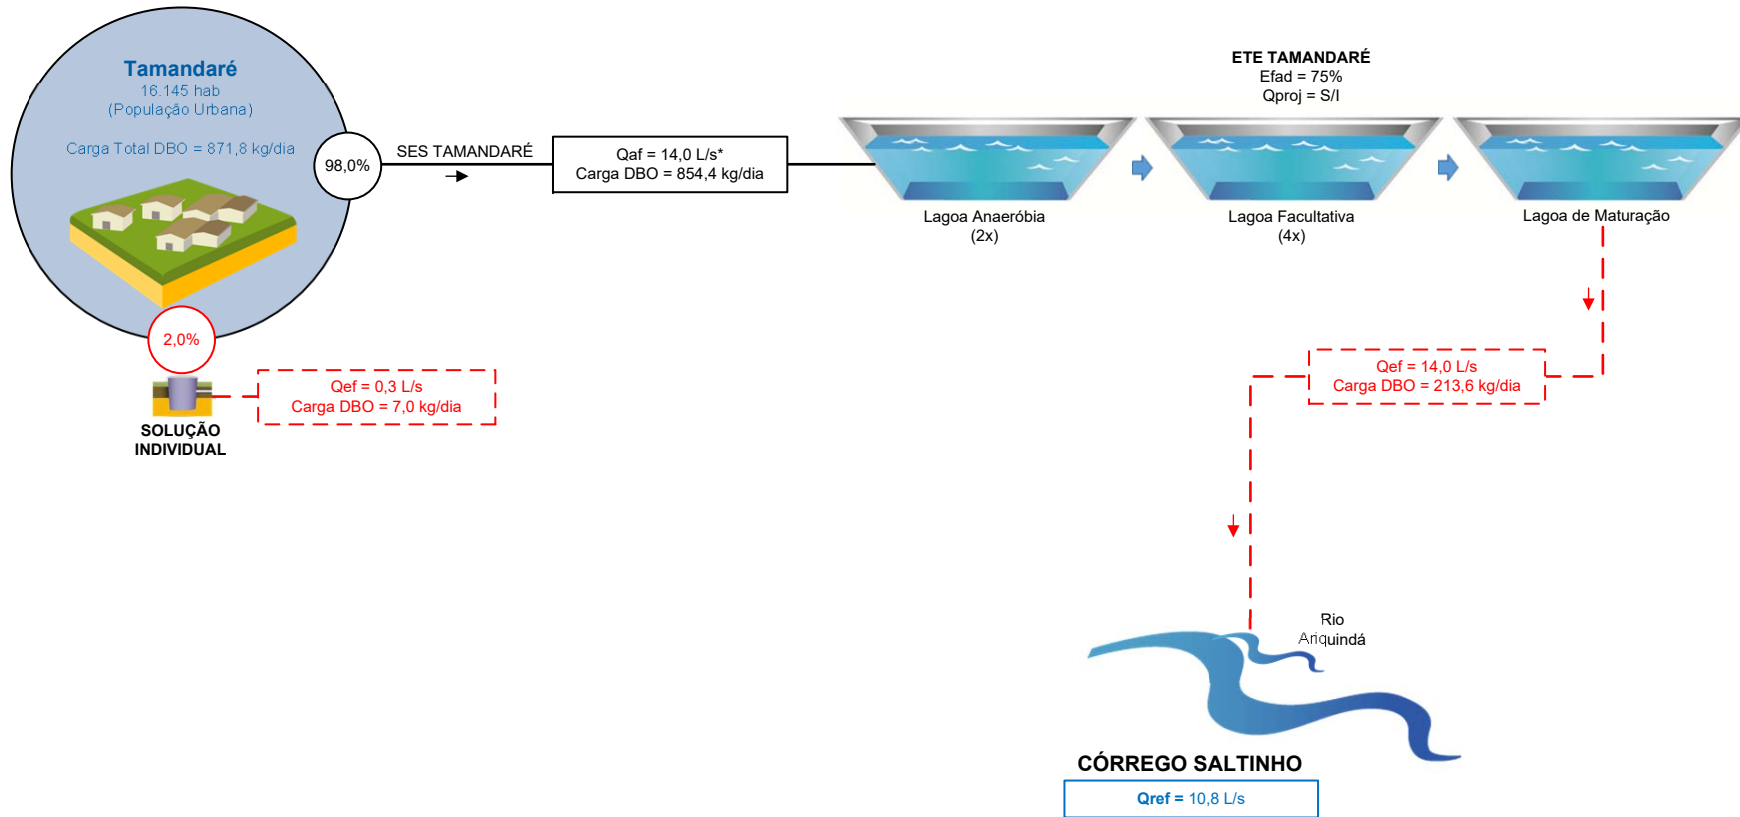 Tamandaré
16.145 hab
(População Urbana)
Carga Total DBO = 871,8 kg/dia
98,0%
2,0%
SOLUÇÃO
INDIVIDUAL
Qef = 0,3 L/s
Carga DBO = 7,0 kg/dia
SES TAMANDARÉ
Qaf = 14,0 L/s*
Carga DBO = 854,4 kg/dia
ETE TAMANDARÉ
Efad = 75%
Qproj = S/I
Lagoa Anaeróbia
(2x)
Lagoa Facultativa
(4x)
Lagoa de Maturação
Qef = 14,0 L/s
Carga DBO = 213,6 kg/dia
Rio
Ariquindá
CÓRREGO SALTINHO
Qref = 10,8 L/s